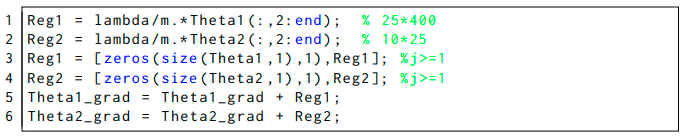 1 Reg1 = lambda/m.*Theta1(:,2:end); % 25*400
2 Reg2 = lambda/m.*Theta2(:,2:end); % 10*25
3 Reg1 = [zeros(size(Theta1,1),1),Reg1]; %j>=1
4 Reg2 = [zeros(size(Theta2,1),1),Reg2]; %j>=1
5 Theta1_grad = Theta1_grad + Reg1;
6 Theta2_grad = Theta2_grad + Reg2;